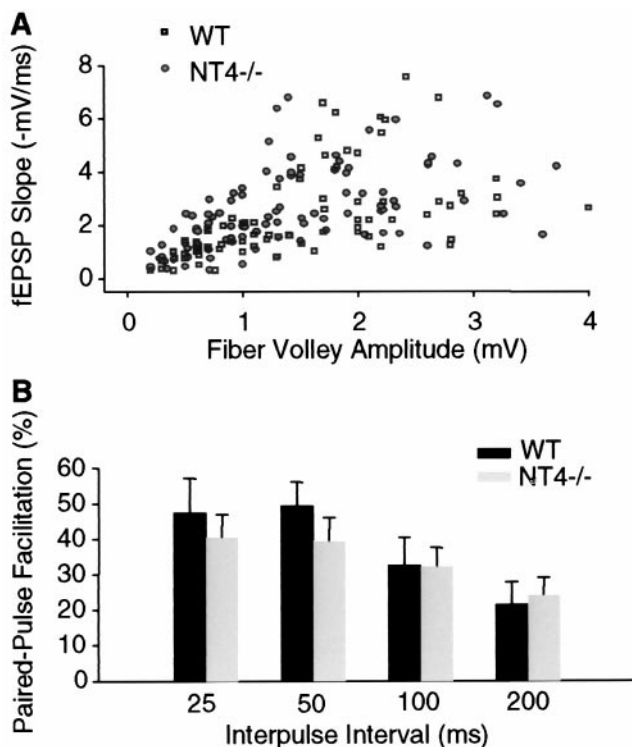 A
WT
NT4-/-
fEPSP Slope (-mV/ms)
8
6
4
2
0
0 1 2 3 4
Fiber Volley Amplitude (mV)
B
WT
NT4-/-
Paired-Pulse Facilitation (%)
60
50
40
30
20
10
0
25 50 100 200
Interpulse Interval (ms)